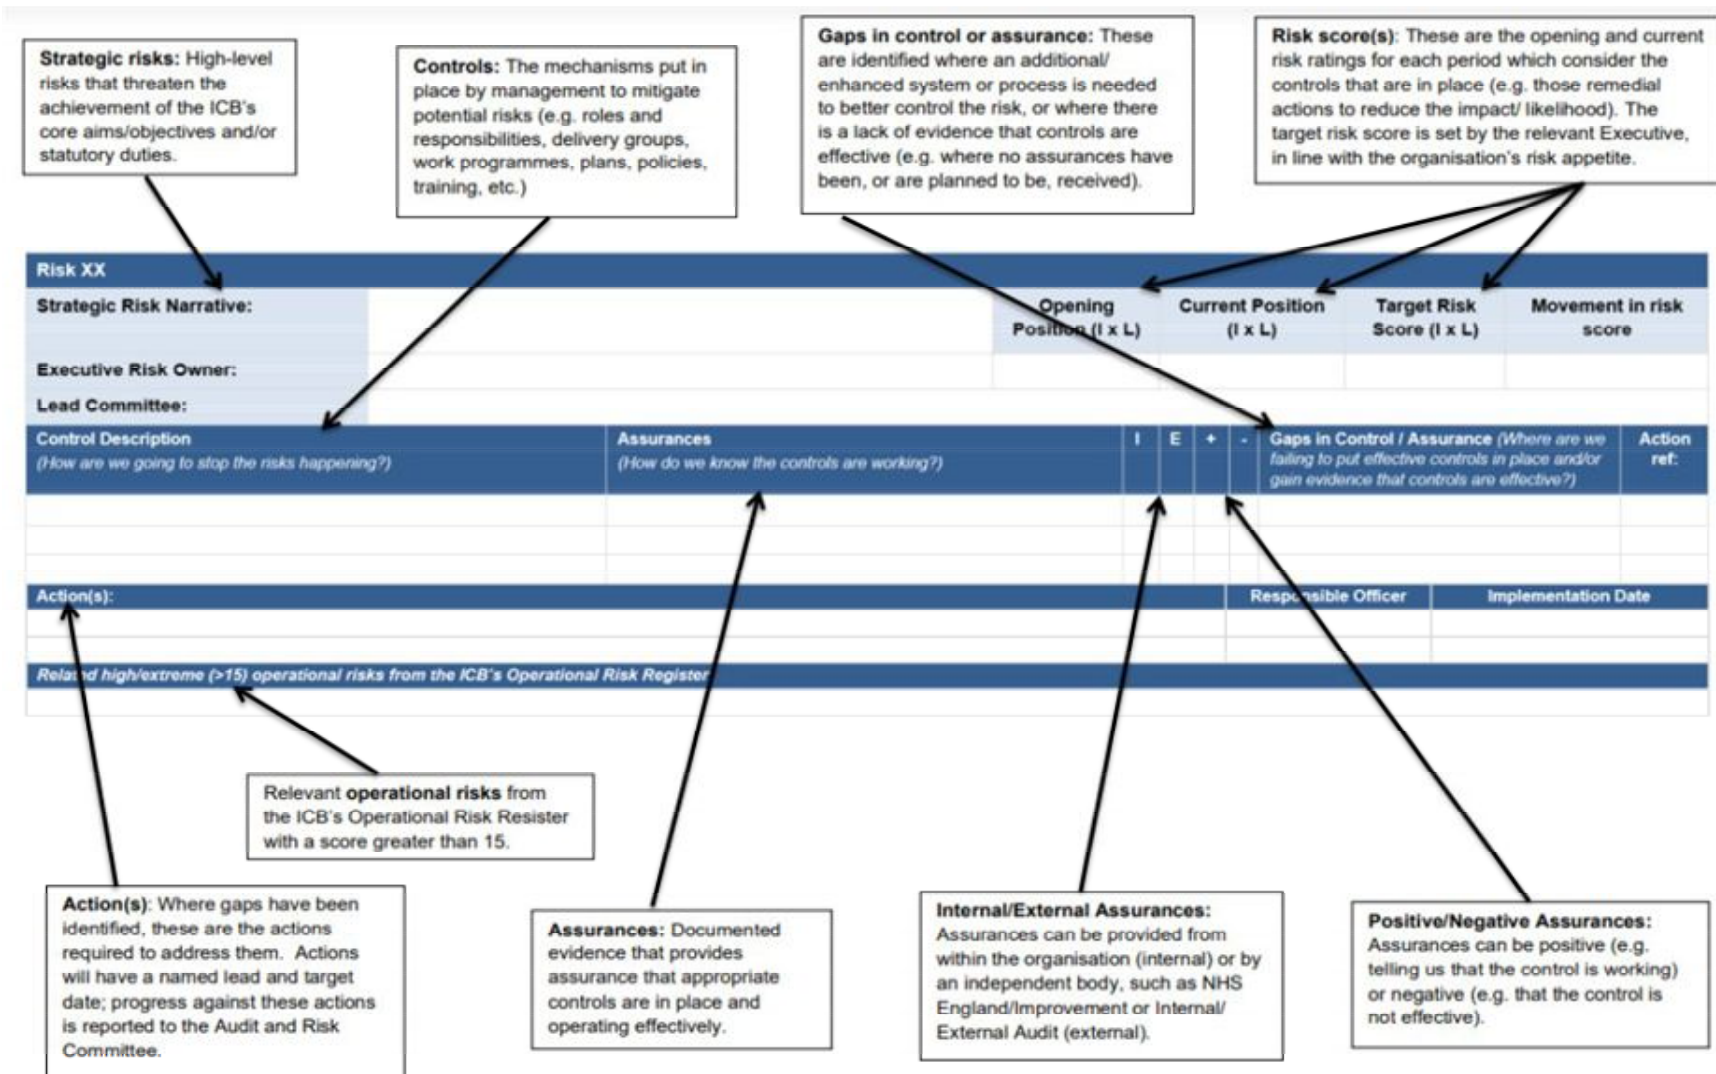 Strategic risks: High-level
risks that threaten the
achievement of the ICB's
core aims/objectives and/or
statutory duties.
Controls: The mechanisms put in
place by management to mitigate
potential risks (e.g. roles and
responsibilities, delivery groups,
work programmes, plans, policies,
training, etc.)
Gaps in control or assurance: These
are identified where an additional/
enhanced system or process is needed
to better control the risk, or where there
is a lack of evidence that controls are
effective (e.g. where no assurances have
been, or are planned to be, received).
Risk score(s): These are the opening and current
risk ratings for each period which consider the
controls that are in place (e.g. those remedial
actions to reduce the impact/ likelihood). The
target risk score is set by the relevant Executive,
in line with the organisation's risk appetite.
Risk XX
Strategic Risk Narrative:
Opening
Position (I x L)
Current Position
(I x L)
Target Risk
Score (I x L)
Movement in risk
score
Executive Risk Owner:
Lead Committee:
Control Description
(How are we going to stop the risks happening?)
Assurances
(How do we know the controls are working?)
I
E
+
-
Gaps in Control / Assurance (Where are we
failing to put effective controls in place and/or
gain evidence that controls are effective?)
Action
ref:
Action(s):
Responsible Officer
Implementation Date
Related high/extreme (>15) operational risks from the ICB's Operational Risk Register
Relevant operational risks from
the ICB's Operational Risk Resister
with a score greater than 15.
Action(s): Where gaps have been
identified, these are the actions
required to address them. Actions
will have a named lead and target
date; progress against these actions
is reported to the Audit and Risk
Committee.
Assurances: Documented
evidence that provides
assurance that appropriate
controls are in place and
operating effectively.
Internal/External Assurances:
Assurances can be provided from
within the organisation (internal) or by
an independent body, such as NHS
England/Improvement or Internal/
External Audit (external).
Positive/Negative Assurances:
Assurances can be positive (e.g.
telling us that the control is working)
or negative (e.g. that the control is
not effective).